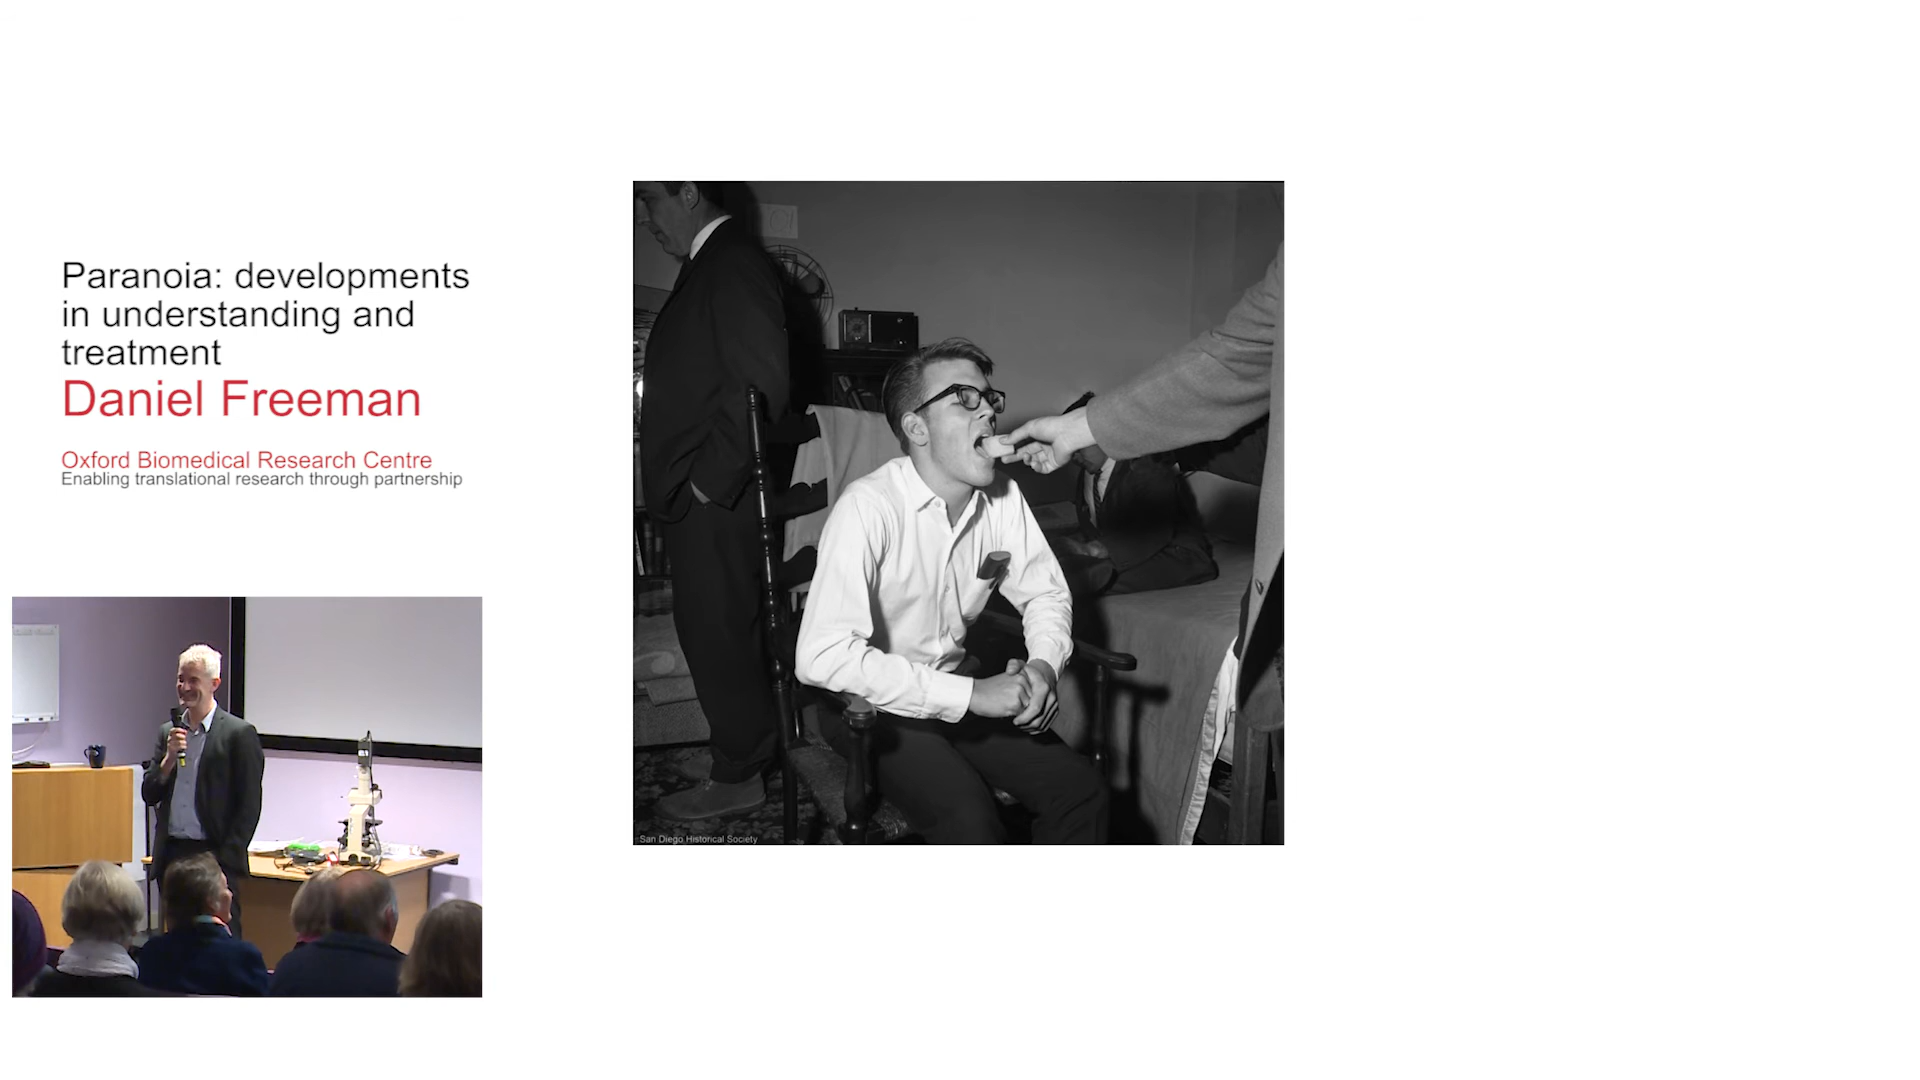 Paranoia: developments
in understanding and
treatment
Daniel Freeman
Oxford Biomedical Research Centre
Enabling translational research through partnership
San Diego Historical Society